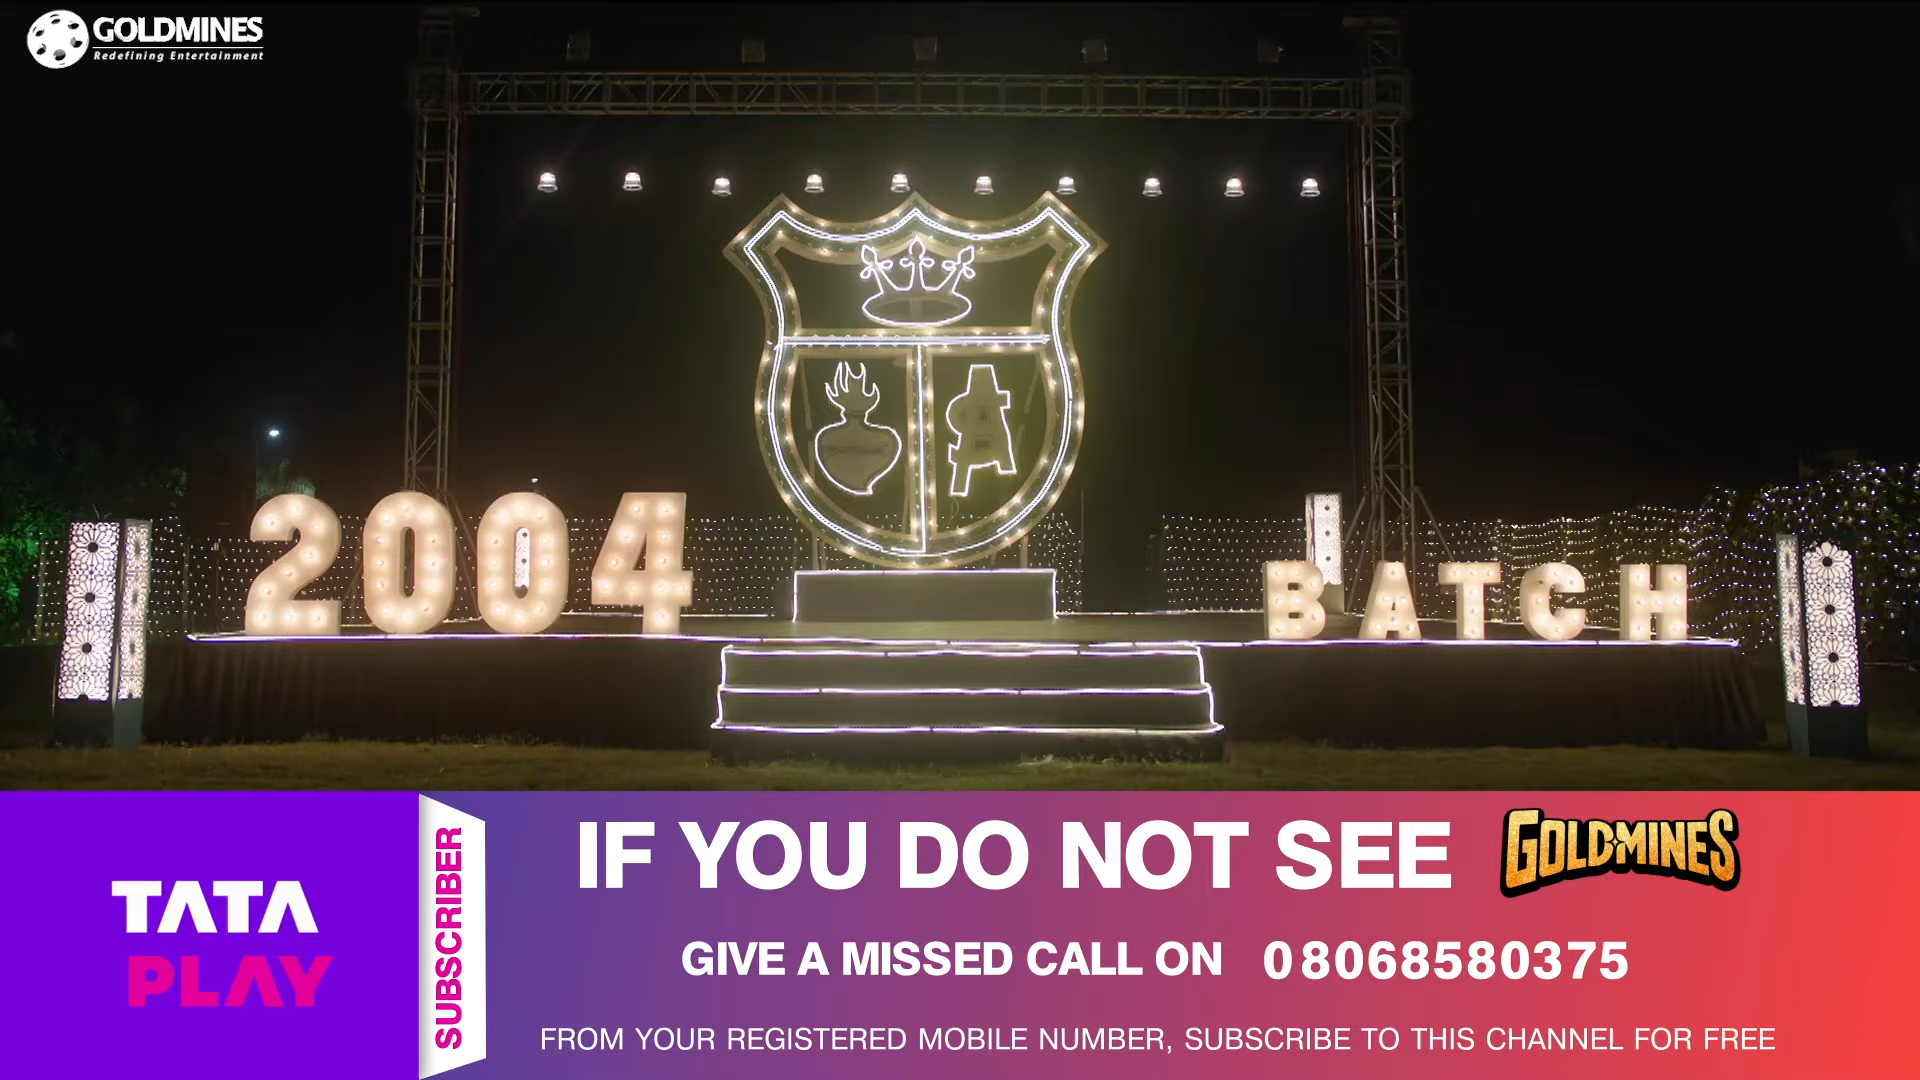 GOLDMINES
Redefining Entertainment
2004
BATCH
TATA
PLAY
SUBSCRIBER
IF YOU DO NOT SEE GOLDMINES
GIVE A MISSED CALL ON 08068580375
FROM YOUR REGISTERED MOBILE NUMBER, SUBSCRIBE TO THIS CHANNEL FOR FREE